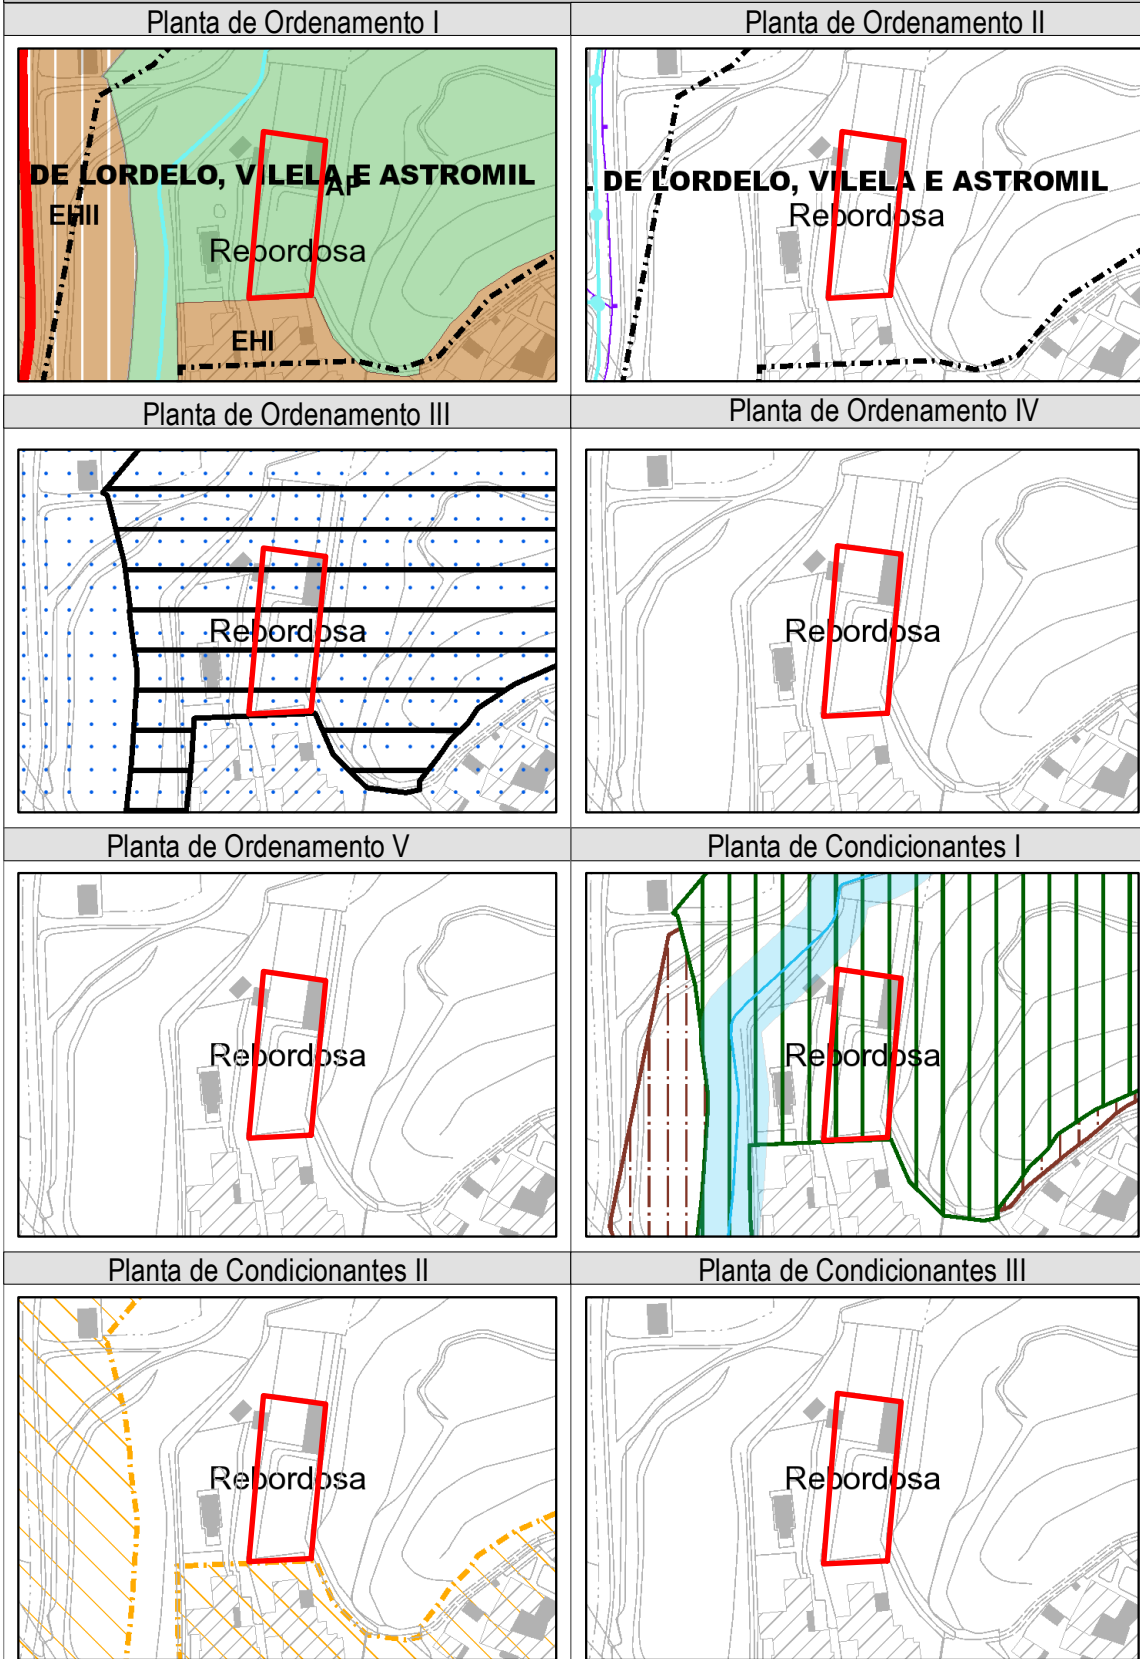 Planta de Ordenamento I
Planta de Ordenamento II
DE LORDELO, VILELA E ASTROMIL
AP
EHII
Rebordosa
EHI
. DE LORDELO, VILELA E ASTROMIL
Rebordosa
Planta de Ordenamento III
Planta de Ordenamento IV
Rebordosa
Rebordosa
Planta de Ordenamento V
Planta de Condicionantes I
Rebordosa
Rebordosa
Planta de Condicionantes II
Planta de Condicionantes III
Rebordosa
Rebordosa